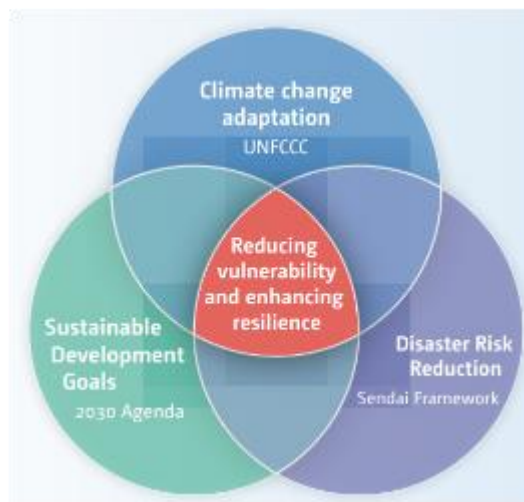 Climate change
adaptation
UNFCCC
Reducing
vulnerability
and enhancing
resilience
Sustainable
Development
Goals
2030 Agenda
Disaster Risk
Reduction
Sendai Framework